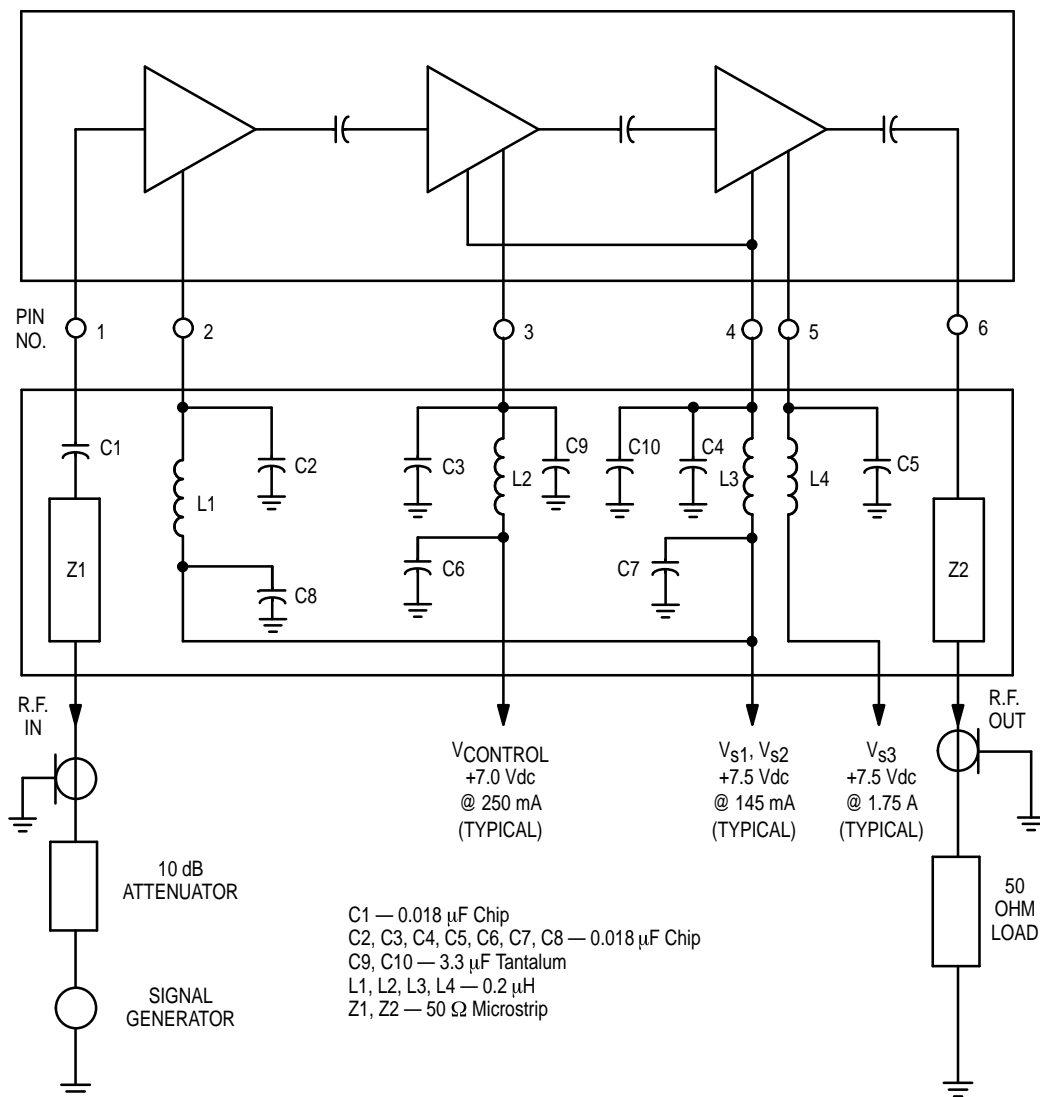 PIN
NO.
1
2
3
4
5
6
C1
C2
C3
C9
C10
C4
C5
L1
L2
L3
L4
Z1
C8
C6
C7
Z2
R.F.
IN
R.F.
OUT
VCONTROL
+7.0 Vdc
@ 250 mA
(TYPICAL)
Vs1, Vs2
+7.5 Vdc
@ 145 mA
(TYPICAL)
Vs3
+7.5 Vdc
@ 1.75 A
(TYPICAL)
10 dB
ATTENUATOR
50
OHM
LOAD
SIGNAL
GENERATOR
C1 — 0.018 µF Chip
C2, C3, C4, C5, C6, C7, C8 — 0.018 µF Chip
C9, C10 — 3.3 µF Tantalum
L1, L2, L3, L4 — 0.2 µH
Z1, Z2 — 50 Ω Microstrip